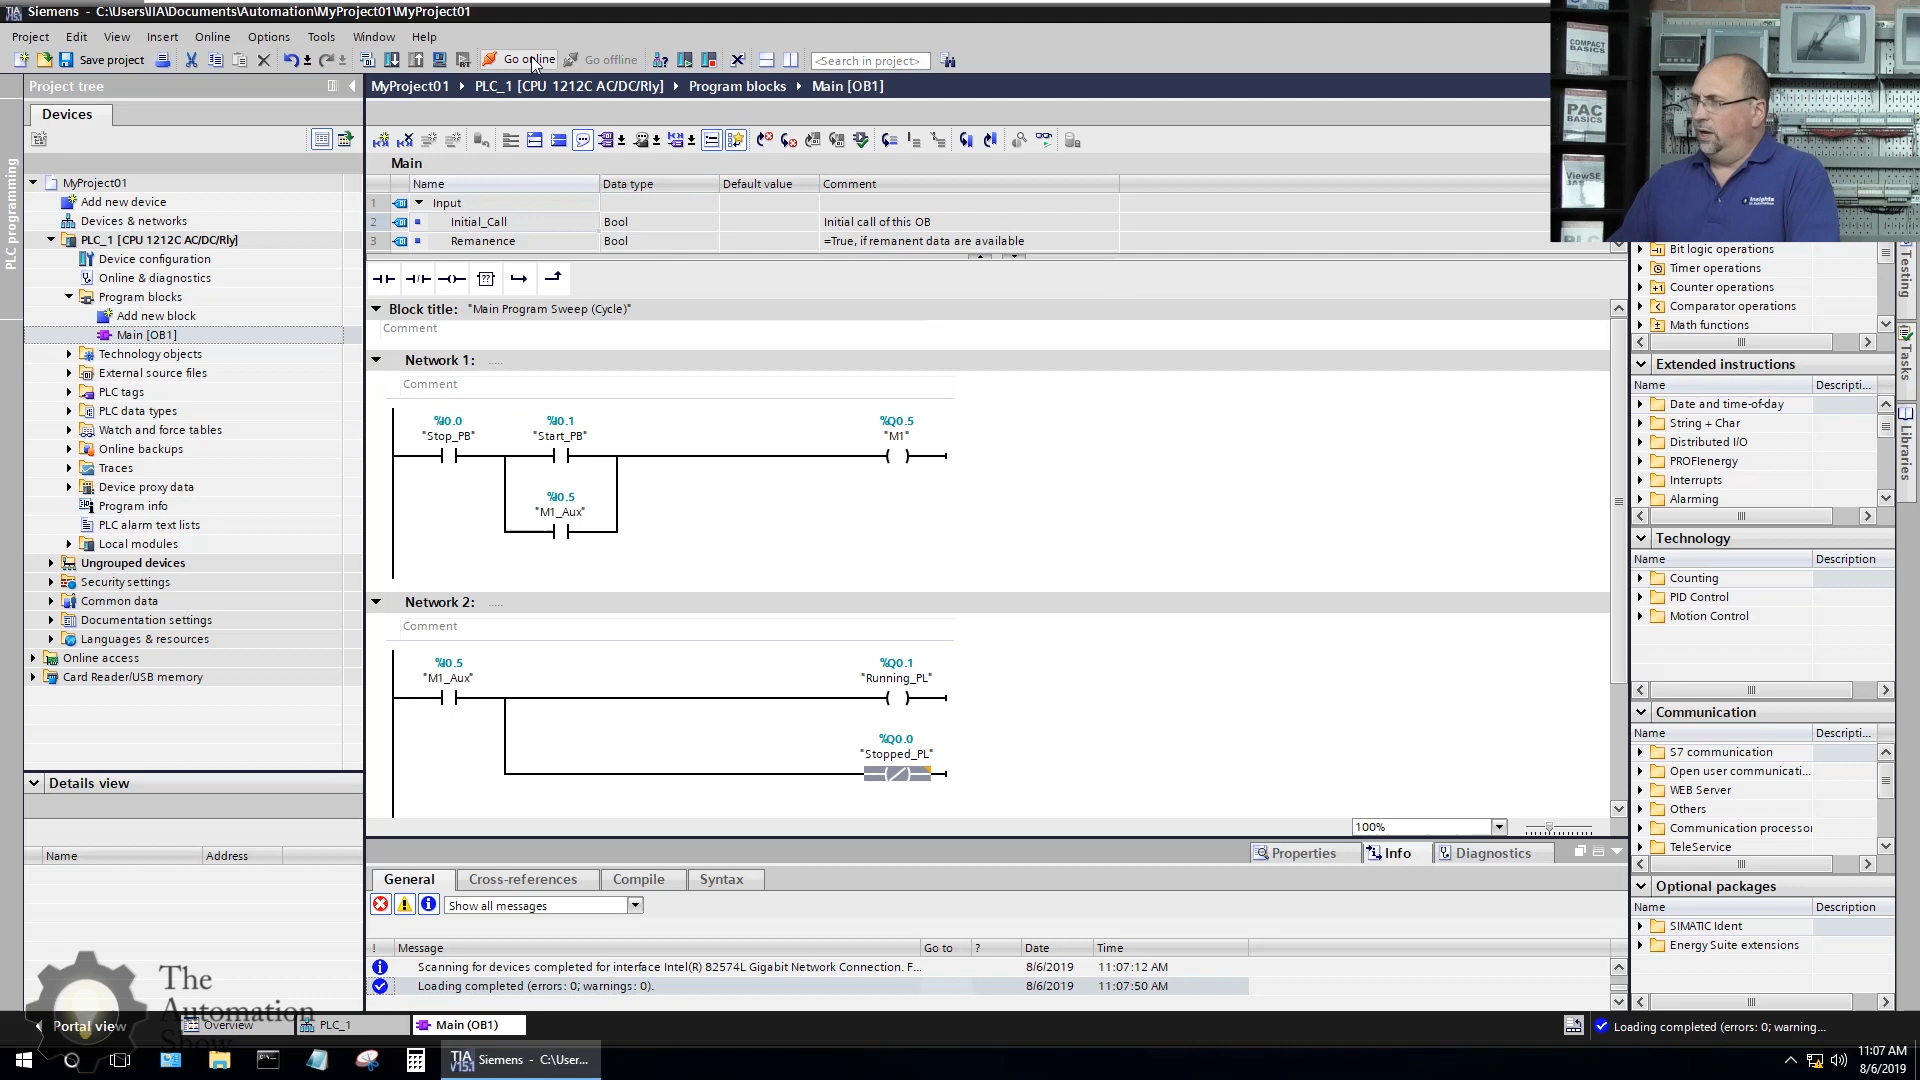 Siemens - C:\Users\IIA\Documents\Automation\MyProject01\MyProject01
Project Edit View Insert Online Options Tools Window Help
Save project Go online Go offline <Search in project>
Project tree
MyProject01 PLC_1 [CPU 1212C AC/DC/Rly] Program blocks Main [OB1]
Devices
PLC programming
MyProject01
Add new device
Devices & networks
PLC_1 [CPU 1212C AC/DC/Rly]
Device configuration
Online & diagnostics
Program blocks
Add new block
Main [OB1]
Technology objects
External source files
PLC tags
PLC data types
Watch and force tables
Online backups
Traces
Device proxy data
Program info
PLC alarm text lists
Local modules
Ungrouped devices
Security settings
Common data
Documentation settings
Languages & resources
Online access
Card Reader/USB memory
Details view
Name Address
Main
Name Data type Default value Comment
1 Input
2 Initial_Call Bool Initial call of this OB
3 Remanence Bool =True, if remanent data are available
Block title: "Main Program Sweep (Cycle)"
Comment
Network 1: .....
Comment
%I0.0 %I0.1 %Q0.5
"Stop_PB" "Start_PB" "M1"
%I0.5
"M1_Aux"
Network 2: .....
Comment
%I0.5 %Q0.1
"M1_Aux" "Running_PL"
%Q0.0
"Stopped_PL"
100%
Properties Info Diagnostics
General Cross-references Compile Syntax
Show all messages
! Message Go to ? Date Time
Scanning for devices completed for interface Intel(R) 82574L Gigabit Network Connection. F... 8/6/2019 11:07:12 AM
Loading completed (errors: 0; warnings: 0). 8/6/2019 11:07:50 AM
COMPACT BASICS
PAC BASICS
ViewSE BASICS
PLC
Insights
Bit logic operations
Timer operations
Counter operations
Comparator operations
Math functions
Extended instructions
Name Descripti...
Date and time-of-day
String + Char
Distributed I/O
PROFIenergy
Interrupts
Alarming
Technology
Name Description
Counting
PID Control
Motion Control
Communication
Name Descripti...
S7 communication
Open user communicati...
WEB Server
Others
Communication processor
TeleService
Optional packages
Name Description
SIMATIC Ident
Energy Suite extensions
Testing
Tasks
Libraries
The Automation Show
Portal view Overview PLC_1 Main (OB1)
Loading completed (errors: 0; warning...
TIA V15.1 Siemens - C:\User...
11:07 AM
8/6/2019